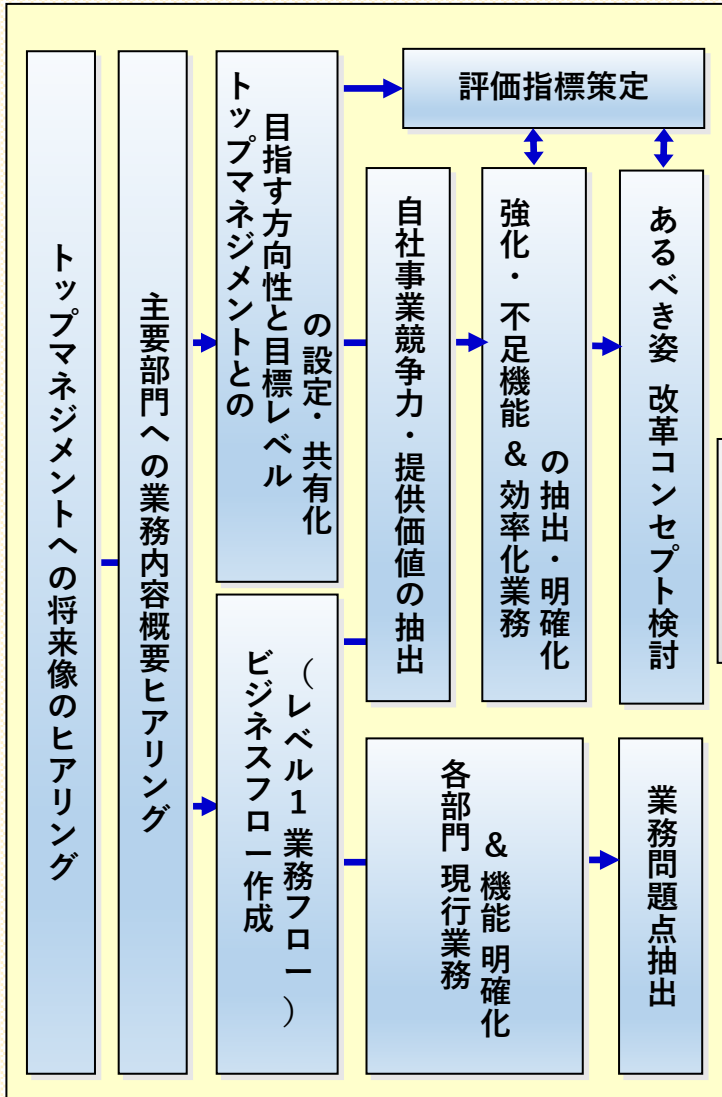 トップマネジメントへの将来像のヒアリング
主要部門への業務内容概要ヒアリング
トップマネジメントとの
目指す方向性と目標レベル
の設定・共有化
評価指標策定
自社事業競争力・提供価値の抽出
強化・不足機能 & 効率化業務
の抽出・明確化
あるべき姿 改革コンセプト検討
ビジネスフロー作成
（レベル1 業務フロー）
各部門 現行業務
& 機能 明確化
業務問題点抽出